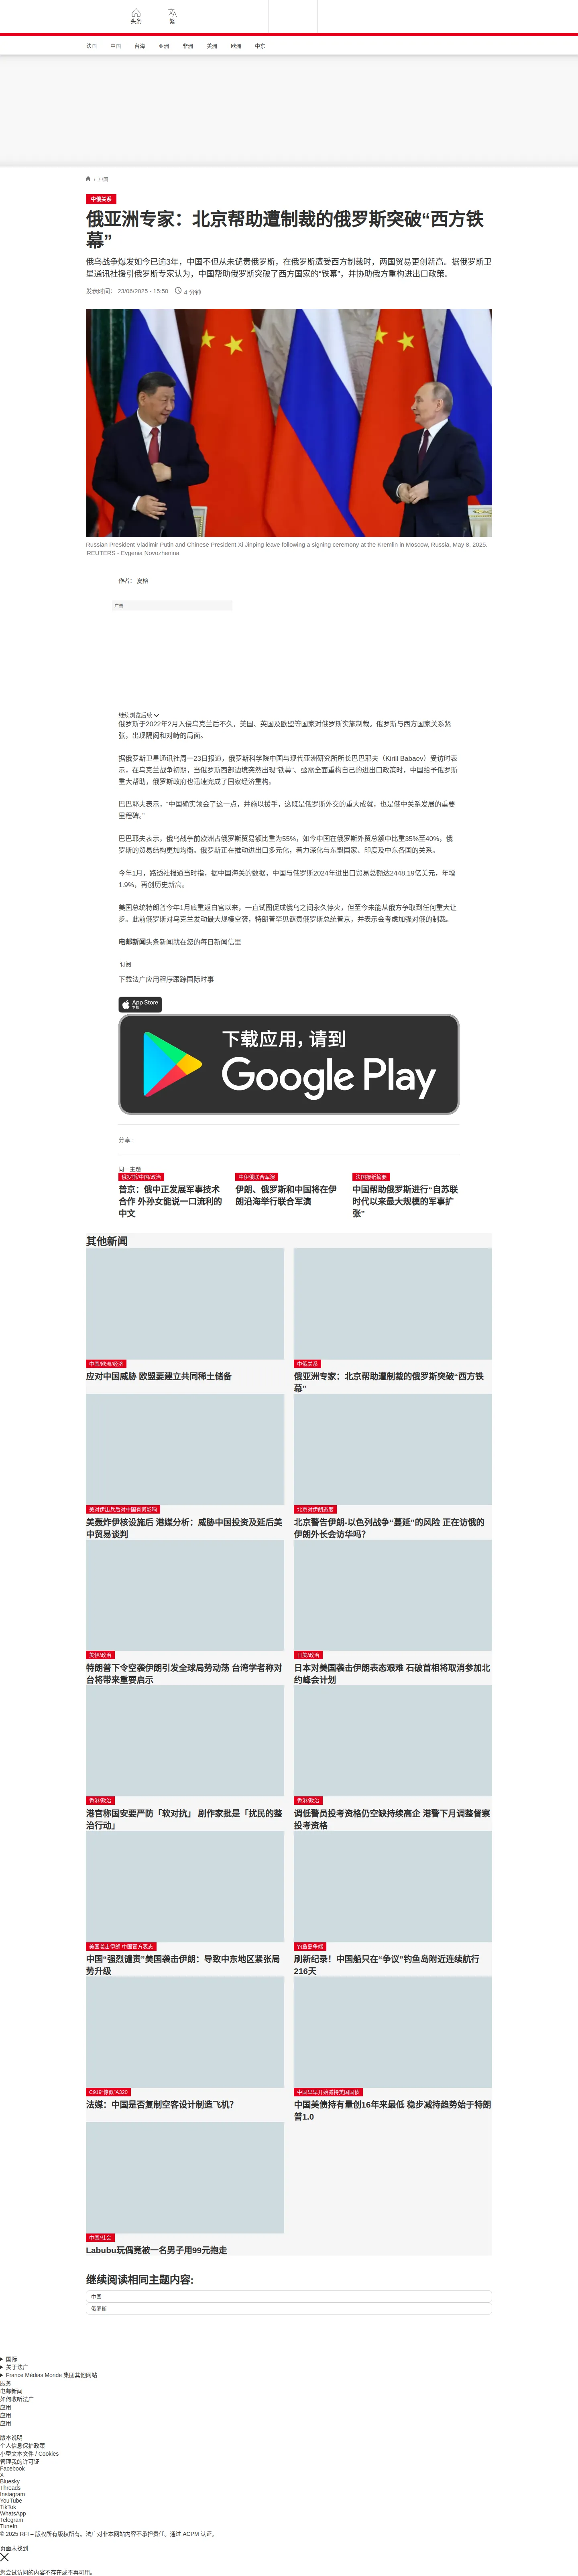 头条
繁
法国
中国
台海
亚洲
非洲
美洲
欧洲
中东
/ 中国
中俄关系
俄亚洲专家：北京帮助遭制裁的俄罗斯突破“西方铁
幕”
俄乌战争爆发如今已逾3年，中国不但从未谴责俄罗斯，在俄罗斯遭受西方制裁时，两国贸易更创新高。据俄罗斯卫
星通讯社援引俄罗斯专家认为，中国帮助俄罗斯突破了西方国家的“铁幕”，并协助俄方重构进出口政策。
发表时间： 23/06/2025 - 15:50
4 分钟
Russian President Vladimir Putin and Chinese President Xi Jinping leave following a signing ceremony at the Kremlin in Moscow, Russia, May 8, 2025.
REUTERS - Evgenia Novozhenina
作者： 夏榕
广告
继续浏览后续
俄罗斯于2022年2月入侵乌克兰后不久，美国、英国及欧盟等国家对俄罗斯实施制裁。俄罗斯与西方国家关系紧
张，出现隔阂和对峙的局面。
据俄罗斯卫星通讯社周一23日报道，俄罗斯科学院中国与现代亚洲研究所所长巴巴耶夫（Kirill Babaev）受访时表
示，在乌克兰战争初期，当俄罗斯西部边境突然出现“铁幕”、亟需全面重构自己的进出口政策时，中国给予俄罗斯
重大帮助，俄罗斯政府也迅速完成了国家经济重构。
巴巴耶夫表示，“中国确实领会了这一点，并施以援手，这既是俄罗斯外交的重大成就，也是俄中关系发展的重要
里程碑。”
巴巴耶夫表示，俄乌战争前欧洲占俄罗斯贸易额比重为55%，如今中国在俄罗斯外贸总额中比重35%至40%，俄
罗斯的贸易结构更加均衡。俄罗斯正在推动进出口多元化，着力深化与东盟国家、印度及中东各国的关系。
今年1月，路透社报道当时指，据中国海关的数据，中国与俄罗斯2024年进出口贸易总额达2448.19亿美元，年增
1.9%，再创历史新高。
美国总统特朗普今年1月底重返白宫以来，一直试图促成俄乌之间永久停火，但至今未能从俄方争取到任何重大让
步。此前俄罗斯对乌克兰发动最大规模空袭，特朗普罕见谴责俄罗斯总统普京，并表示会考虑加强对俄的制裁。
电邮新闻头条新闻就在您的每日新闻信里
订阅
下载法广应用程序跟踪国际时事
App Store
下载
下载应用，请到
Google Play
分享 :
同一主题
俄罗斯/中国/政治
普京：俄中正发展军事技术
合作 外孙女能说一口流利的
中文
中伊俄联合军演
伊朗、俄罗斯和中国将在伊
朗沿海举行联合军演
法国报纸摘要
中国帮助俄罗斯进行“自苏联
时代以来最大规模的军事扩
张”
其他新闻
中国/欧洲/经济
应对中国威胁 欧盟要建立共同稀土储备
中俄关系
俄亚洲专家：北京帮助遭制裁的俄罗斯突破“西方铁
幕”
美对伊出兵后对中国有何影响
美轰炸伊核设施后 港媒分析：威胁中国投资及延后美
中贸易谈判
北京对伊朗态度
北京警告伊朗-以色列战争“蔓延”的风险 正在访俄的
伊朗外长会访华吗？
美伊/政治
特朗普下令空袭伊朗引发全球局势动荡 台湾学者称对
台将带来重要启示
日美/政治
日本对美国袭击伊朗表态艰难 石破首相将取消参加北
约峰会计划
香港/政治
港官称国安要严防「软对抗」 剧作家批是「扰民的整
治行动」
香港/政治
调低警员投考资格仍空缺持续高企 港警下月调整督察
投考资格
美国袭击伊朗 中国官方表态
中国“强烈谴责”美国袭击伊朗：导致中东地区紧张局
势升级
钓鱼岛争端
刷新纪录！中国船只在“争议”钓鱼岛附近连续航行
216天
C919“惊似”A320
法媒：中国是否复制空客设计制造飞机？
中国早早开始减持美国国债
中国美债持有量创16年来最低 稳步减持趋势始于特朗
普1.0
中国/社会
Labubu玩偶竟被一名男子用99元抱走
继续阅读相同主题内容:
中国
俄罗斯
国际
关于法广
France Médias Monde 集团其他网站
服务
电邮新闻
如何收听法广
应用
应用
应用
版本说明
个人信息保护政策
小型文本文件 / Cookies
管理我的许可证
Facebook
X
Bluesky
Threads
Instagram
YouTube
TikTok
WhatsApp
Telegram
TuneIn
© 2025 RFI – 版权所有版权所有。法广对非本网站内容不承担责任。通过 ACPM 认证。
页面未找到
您尝试访问的内容不存在或不再可用。